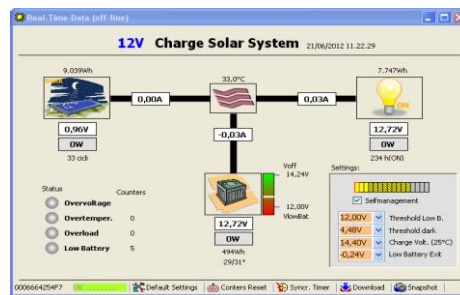 Real-Time-Data (off-line)
12V Charge Solar System 21/06/2012 11.22.29
9.039Wh
33,0°C
7.747Wh
0,00A
0,03A
ON
0,96V
0W
33 cicli
-0,03A
12,72V
0W
234 h(ON)
Status
Counters
Overvoltage
Overtemper. 0
Overload 0
Low Battery 5
Voff
14,24V
12,00V
VlowBat
12,72V
0W
494Wh
29/31°
Settings:
Selfmanagement
12,00V Threshold Low B.
4,48V Threshold dark
14,40V Charge Volt. (25°C)
-0,24V Low Battery Exit
0006664254F7 OK Default Settings Conters Reset Syncr. Timer Download Snapshot